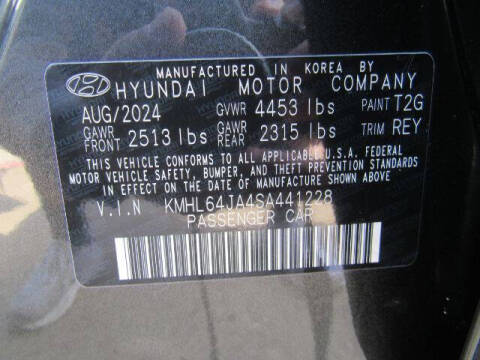 MANUFACTURED IN KOREA BY
HYUNDAI MOTOR COMPANY
AUG/2024 GVWR 4453 lbs PAINT T2G
GAWR FRONT 2513 lbs GAWR REAR 2315 lbs TRIM REY
THIS VEHICLE CONFORMS TO ALL APPLICABLE U.S.A. FEDERAL
MOTOR VEHICLE SAFETY, BUMPER, AND THEFT PREVENTION STANDARDS
IN EFFECT ON THE DATE OF MANUFACTURE SHOWN ABOVE.
V.I.N KMHL64JA4SA441228
PASSENGER CAR